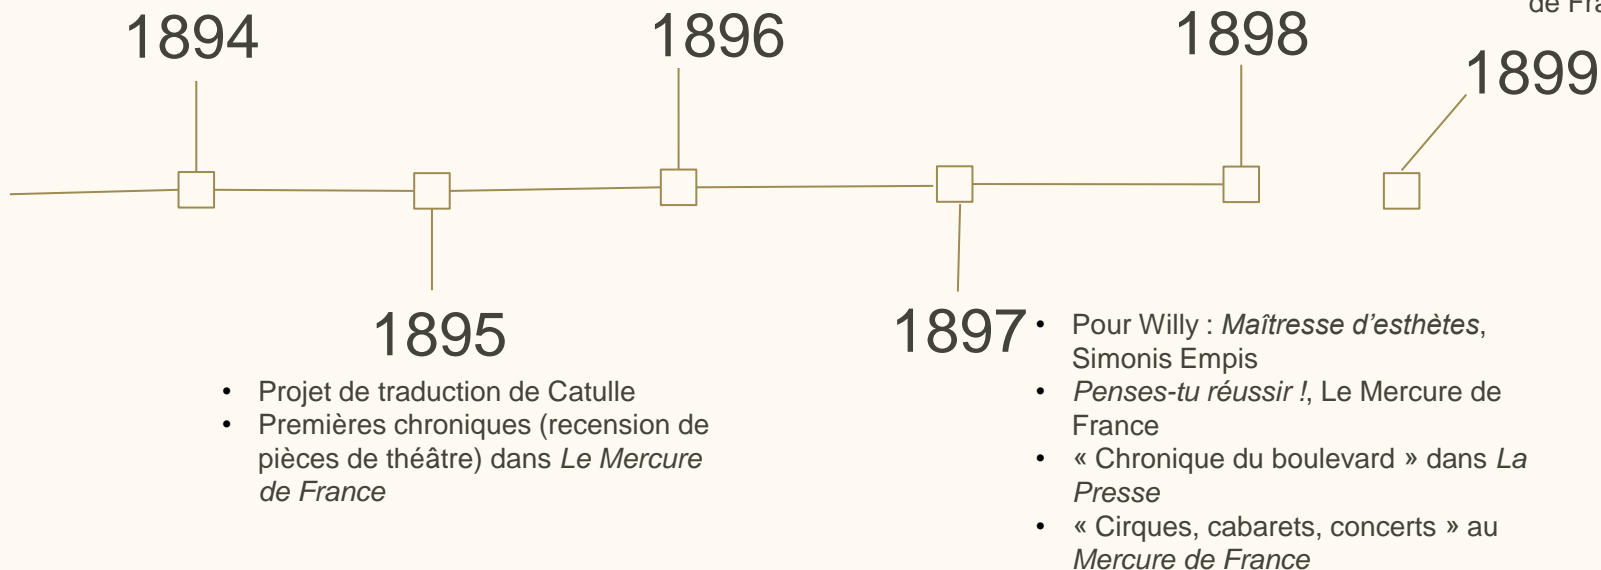 de Fra
1894
1896
1898
1899
1895
• Projet de traduction de Catulle
• Premières chroniques (recension de
pièces de théâtre) dans Le Mercure
de France
1897
• Pour Willy : Maîtresse d’esthètes,
Simonis Empis
• Penses-tu réussir !, Le Mercure de
France
• « Chronique du boulevard » dans La
Presse
• « Cirques, cabarets, concerts » au
Mercure de France